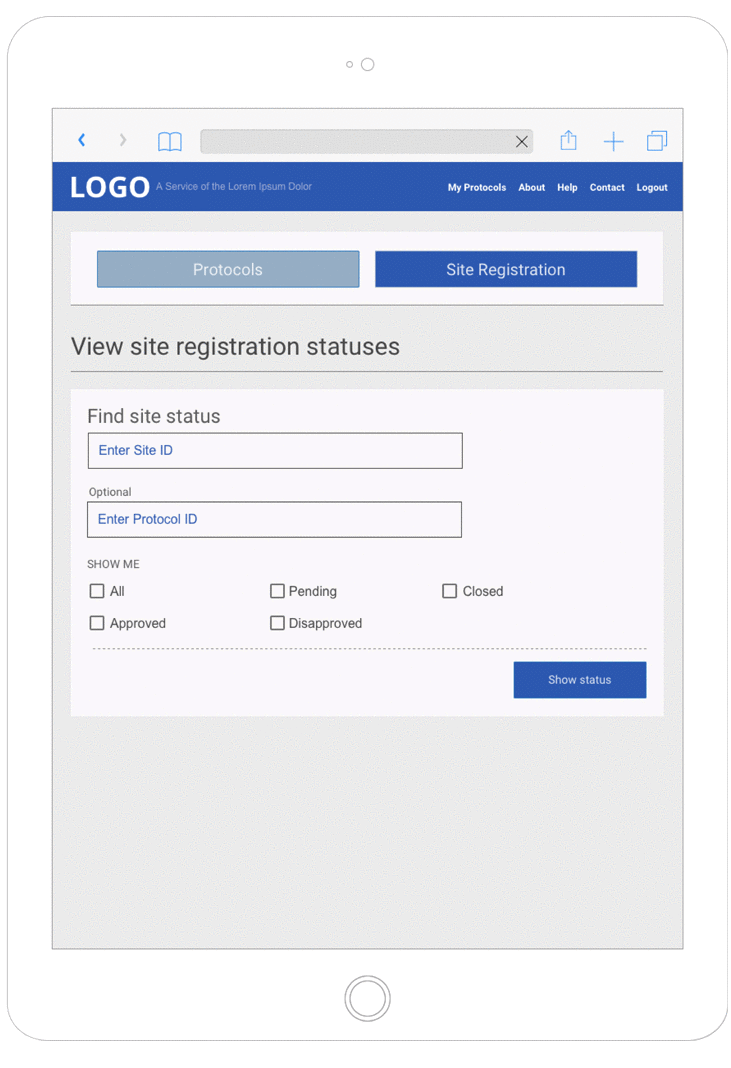 LOGO A Service of the Lorem Ipsum Dolor My Protocols About Help Contact Logout
Protocols Site Registration
View site registration statuses
Find site status
Enter Site ID
Optional
Enter Protocol ID
SHOW ME
All Pending Closed
Approved Disapproved
Show status